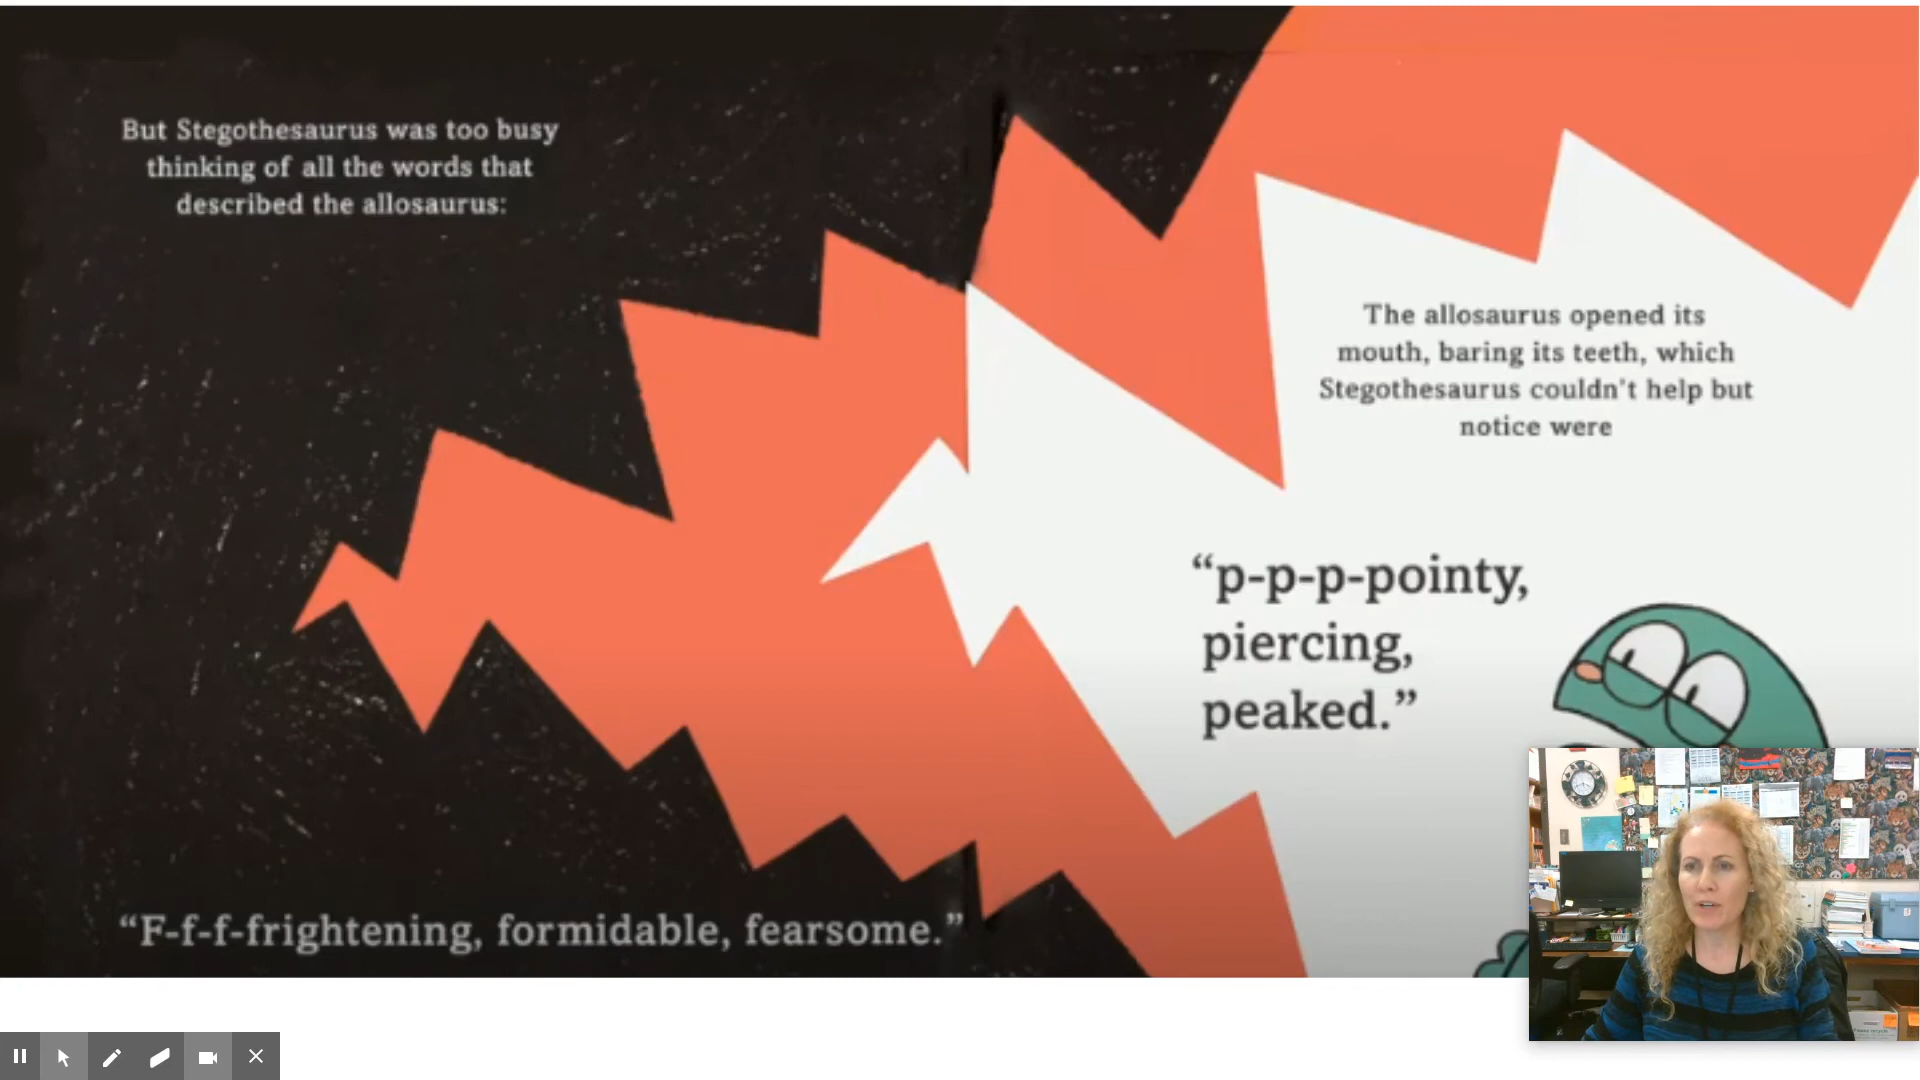 But Stegothesaurus was too busy
thinking of all the words that
described the allosaurus:
“F-f-f-frightening, formidable, fearsome.”
The allosaurus opened its
mouth, baring its teeth, which
Stegothesaurus couldn't help but
notice were
“p-p-p-pointy,
piercing,
peaked.”